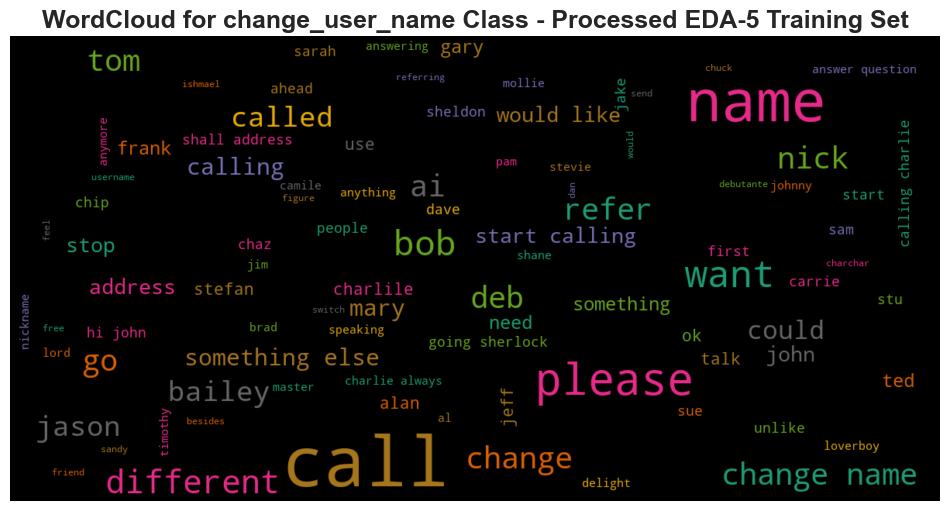 WordCloud for change_user_name Class - Processed EDA-5 Training Set
tom
sarah
answering
gary
ishmael
ahead
referring
mollie
chuck
answer question
send
jake
name
called
sheldon
would like
anymore
frank
shall address
use
would
nick
calling charlie
calling
pam
stevie
username
camile
figure
anything
ai
dan
debutante
johnny
start
chip
dave
refer
feel
people
start calling
sam
stop
chaz
bob
shane
first
jim
want
charchar
carrie
address
stefan
charlile
deb
something
stu
nickname
switch
mary
need
could
free
hi john
brad
speaking
going sherlock
ok
john
lord
go
something else
talk
bailey
master
charlie always
please
ted
jeff
alan
sue
al
jason
timothy
besides
unlike
sandy
call
loverboy
friend
different
change
delight
change name